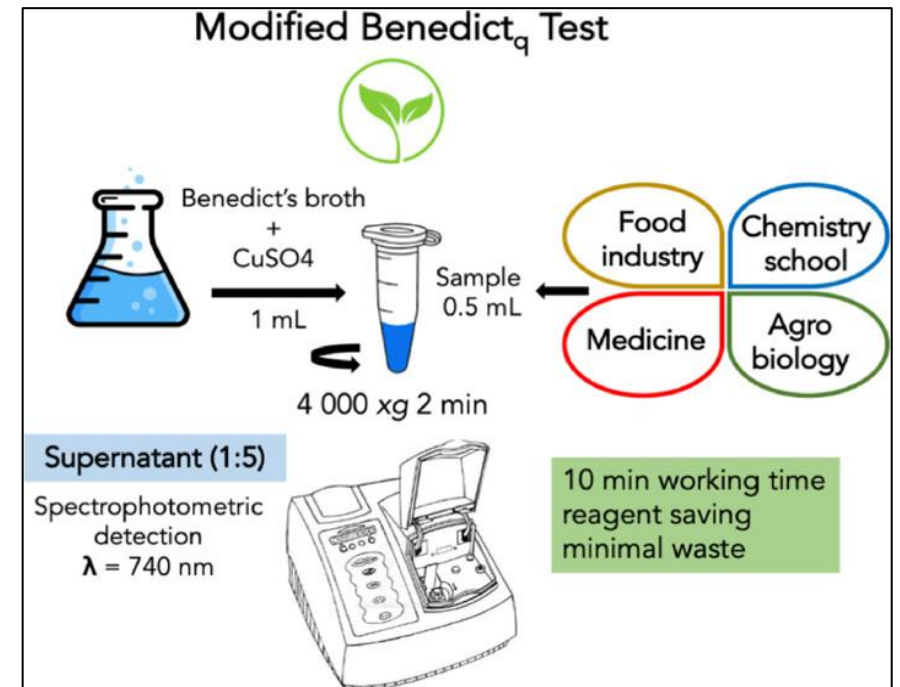 Modified Benedictq Test
Benedict's broth
+
CuSO4
1 mL
Sample
0.5 mL
4 000 xg 2 min
Food
industry
Chemistry
school
Medicine
Agro
biology
Supernatant (1:5)
Spectrophotometric
detection
λ = 740 nm
10 min working time
reagent saving
minimal waste